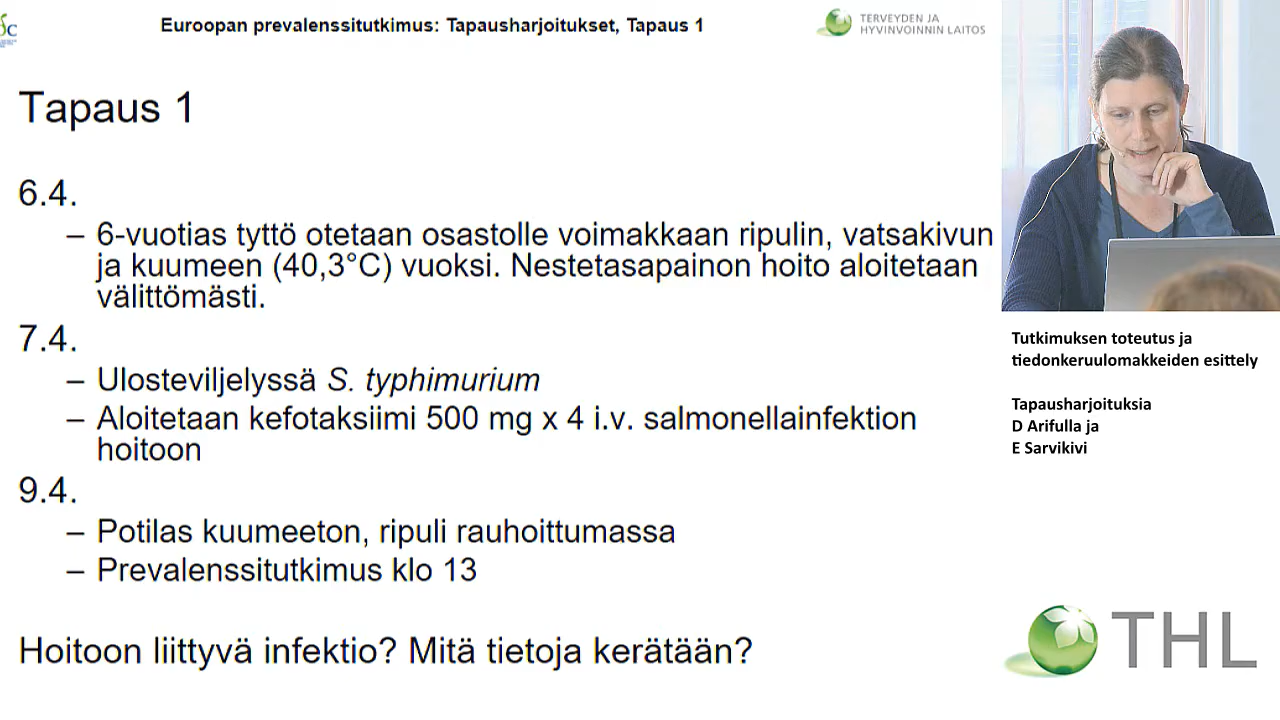 Euroopan prevalenssitutkimus: Tapausharjoitukset, Tapaus 1
TERVEYDEN JA
HYVINVOINNIN LAITOS
Tapaus 1
6.4.
– 6-vuotias tyttö otetaan osastolle voimakkaan ripulin, vatsakivun
ja kuumeen (40,3°C) vuoksi. Nestetasapainon hoito aloitetaan
välittömästi.
7.4.
– Ulosteviljelyssä S. typhimurium
– Aloitetaan kefotaksiimi 500 mg x 4 i.v. salmonellainfektion
hoitoon
9.4.
– Potilas kuumeeton, ripuli rauhoittumassa
– Prevalenssitutkimus klo 13
Hoitoon liittyvä infektio? Mitä tietoja kerätään?
Tutkimuksen toteutus ja
tiedonkeruulomakkeiden esittely
Tapausharjoituksia
D Arifulla ja
E Sarvikivi
THL